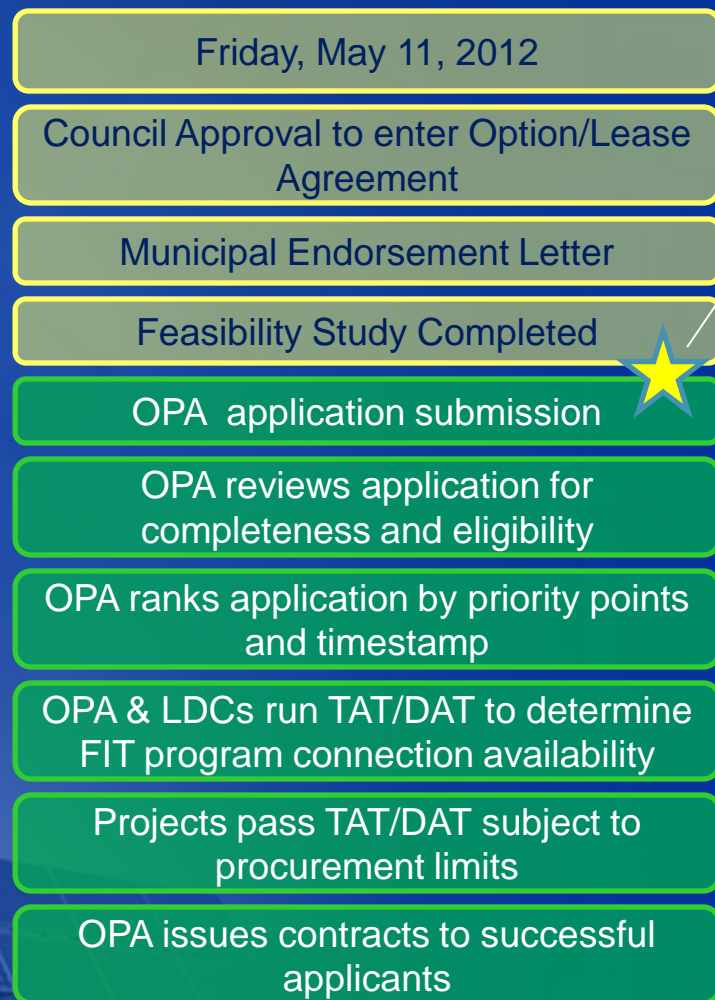 Friday, May 11, 2012
Council Approval to enter Option/Lease
Agreement
Municipal Endorsement Letter
Feasibility Study Completed
OPA application submission
OPA reviews application for
completeness and eligibility
OPA ranks application by priority points
and timestamp
OPA & LDCs run TAT/DAT to determine
FIT program connection availability
Projects pass TAT/DAT subject to
procurement limits
OPA issues contracts to successful
applicants